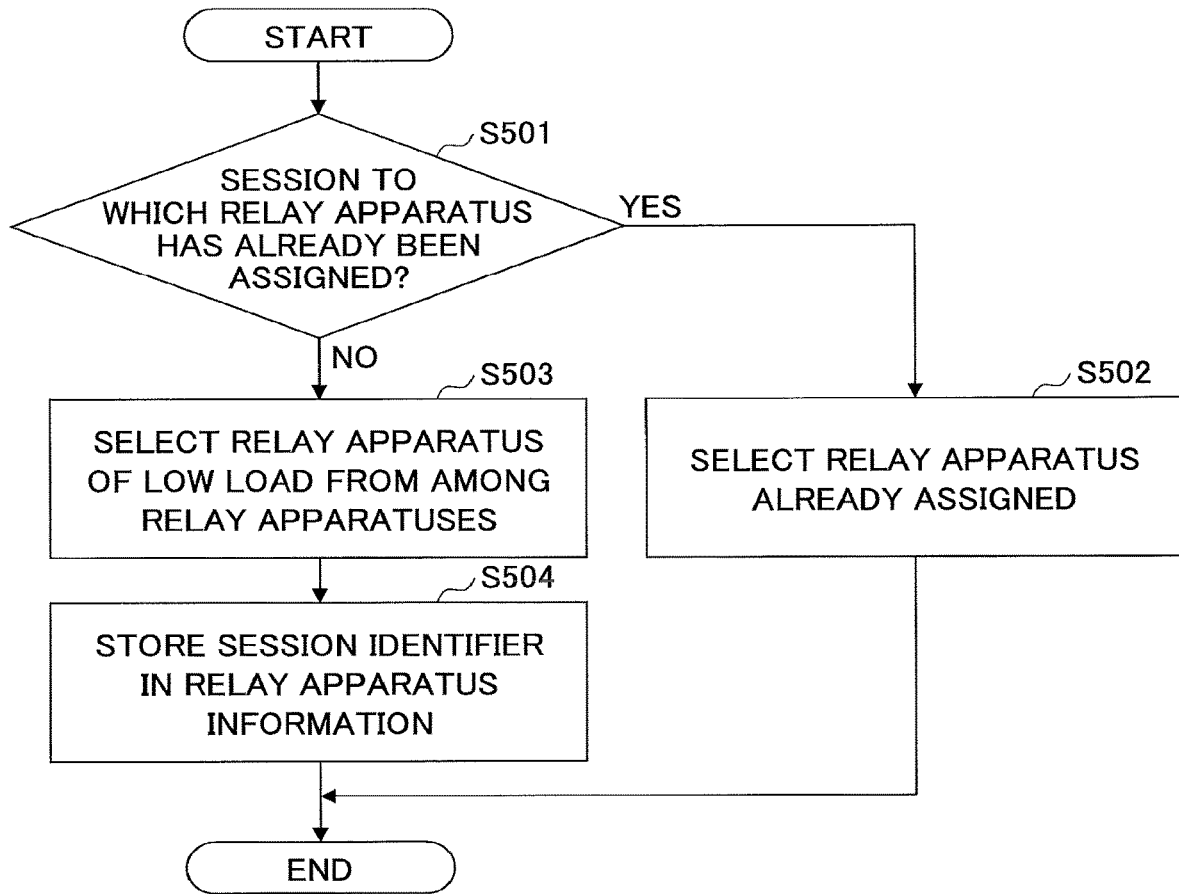 START
S501
SESSION TO
WHICH RELAY APPARATUS
HAS ALREADY BEEN
ASSIGNED?
YES
NO
S503
SELECT RELAY APPARATUS
OF LOW LOAD FROM AMONG
RELAY APPARATUSES
S502
SELECT RELAY APPARATUS
ALREADY ASSIGNED
S504
STORE SESSION IDENTIFIER
IN RELAY APPARATUS
INFORMATION
END